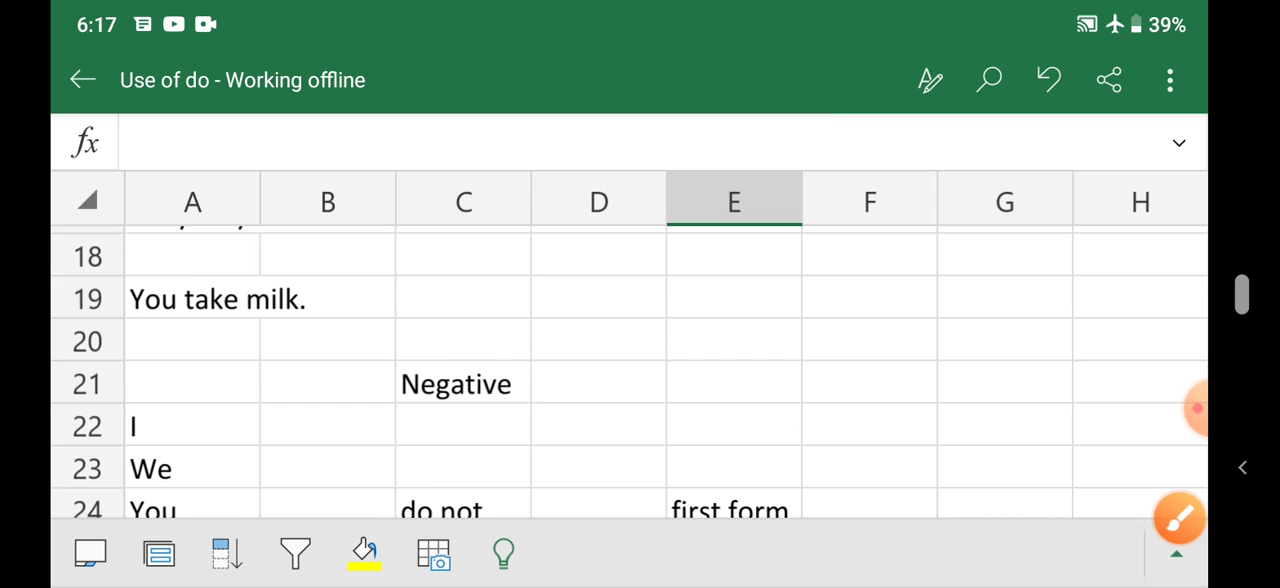 6:17 39%
Use of do - Working offline
fx
A B C D E F G H
18
19 You take milk.
20
21 Negative
22 I
23 We
24 You do not first form